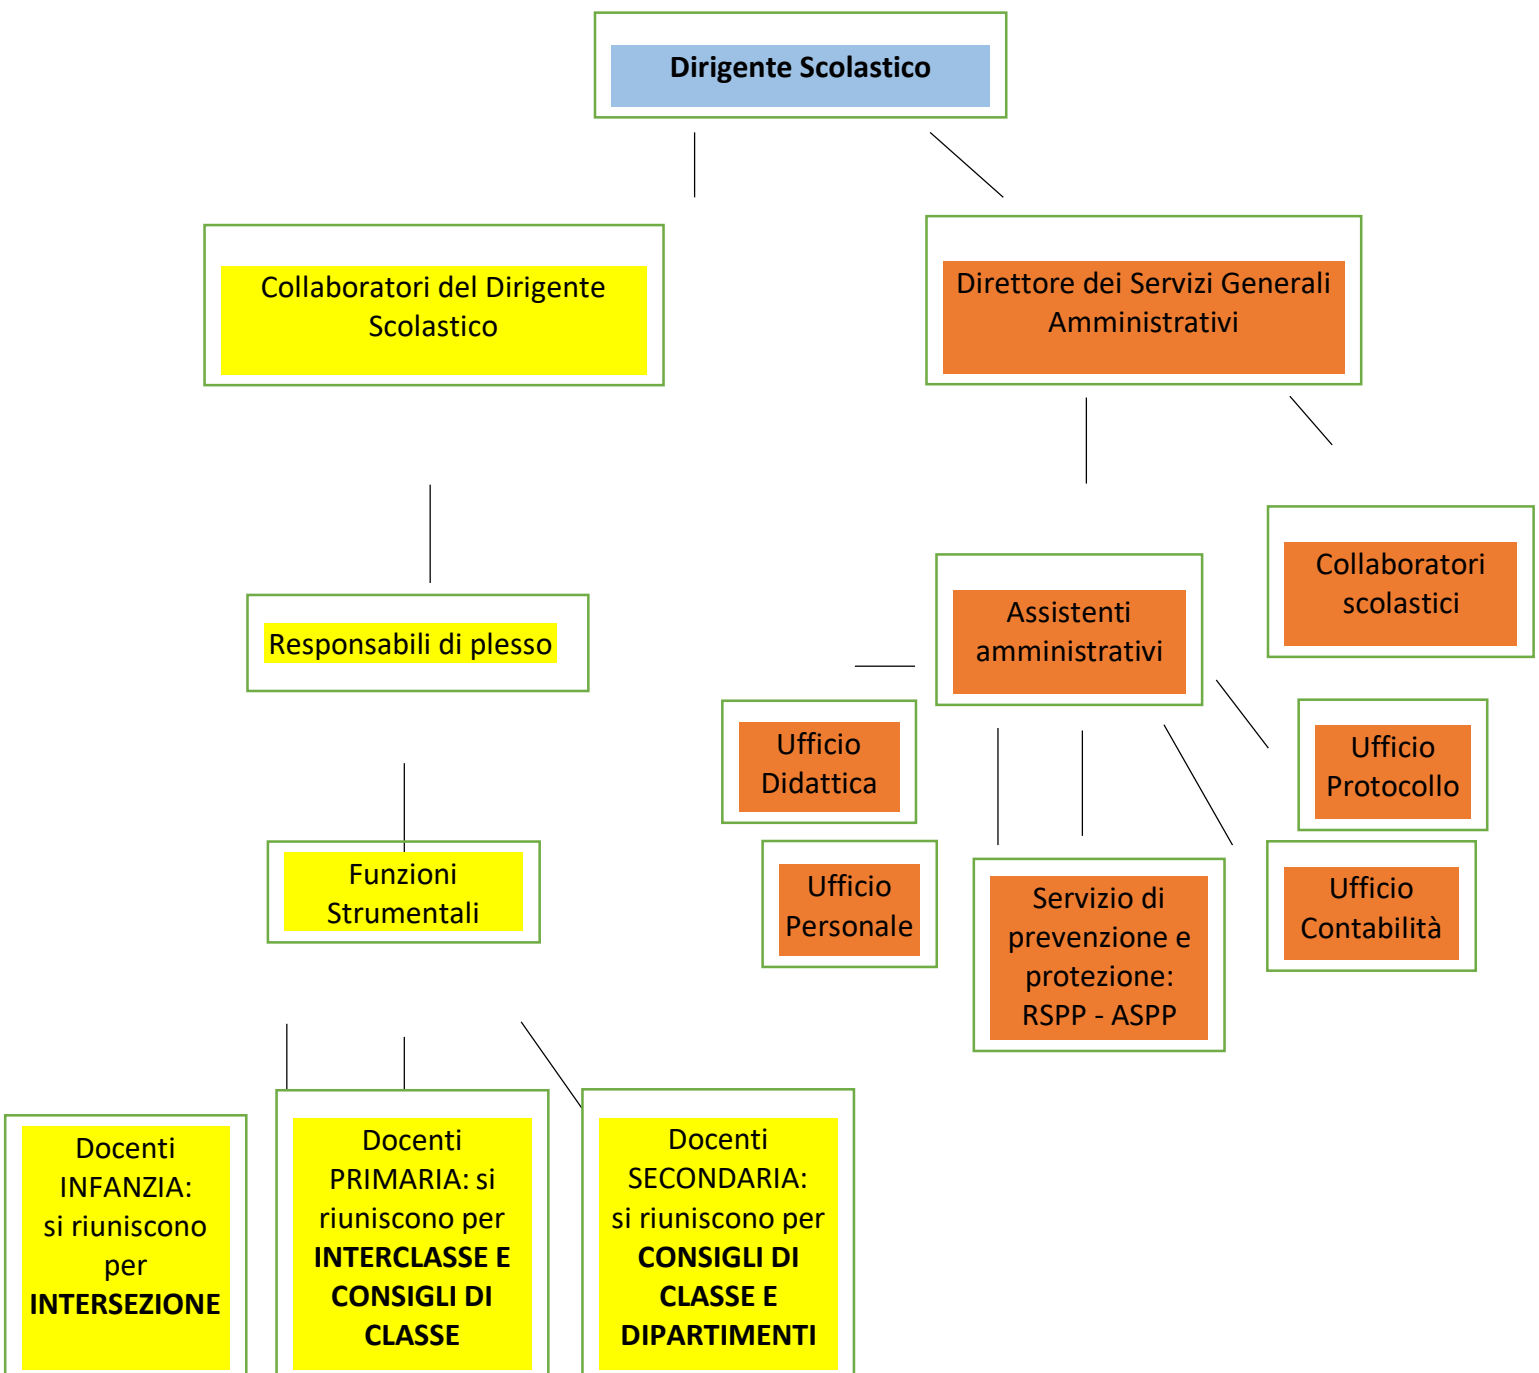 Dirigente Scolastico
Collaboratori del Dirigente
Scolastico
Direttore dei Servizi Generali
Amministrativi
Responsabili di plesso
Assistenti
amministrativi
Collaboratori
scolastici
Ufficio
Didattica
Ufficio
Protocollo
Funzioni
Strumentali
Ufficio
Personale
Servizio di
prevenzione e
protezione:
RSPP - ASPP
Ufficio
Contabilità
Docenti
INFANZIA:
si riuniscono
per
INTERSEZIONE
Docenti
PRIMARIA: si
riuniscono per
INTERCLASSE E
CONSIGLI DI
CLASSE
Docenti
SECONDARIA:
si riuniscono per
CONSIGLI DI
CLASSE E
DIPARTIMENTI